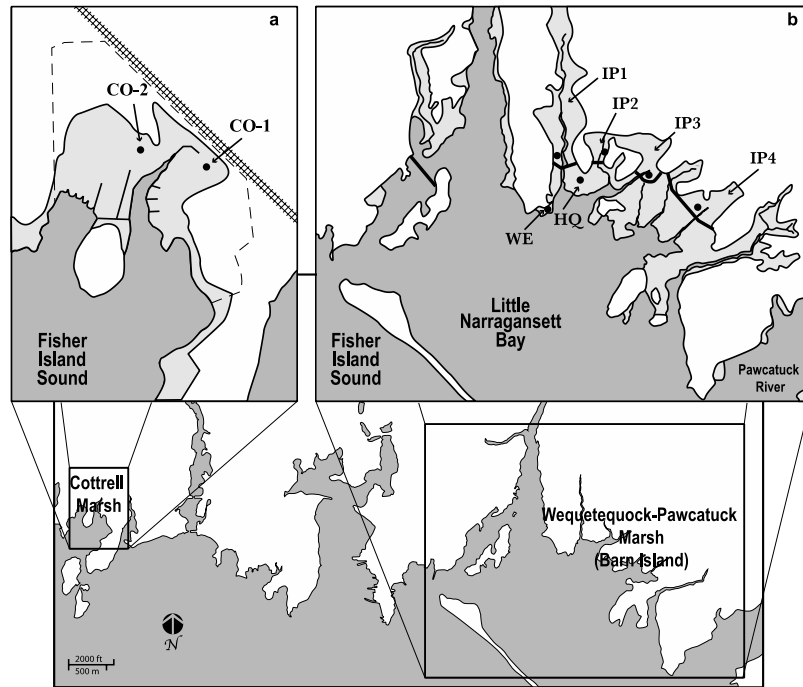 a
CO-2
CO-1
Fisher
Island
Sound
b
IP1
IP2
IP3
IP4
HQ
WE
Little
Narragansett
Bay
Fisher
Island
Sound
Pawcatuck
River
Cottrell
Marsh
Wequetequock-Pawcatuck
Marsh
(Barn Island)
N
2000 ft
500 m